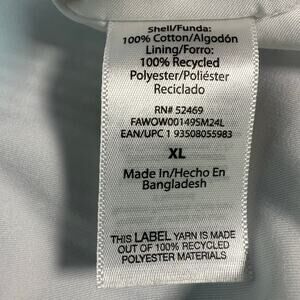 Shell/Funda:
100% Cotton/Algodón
Lining/Forro:
100% Recycled
Polyester/Poliéster
Reciclado
RN# 52469
FAWOW001495M24L
EAN/UPC 1 93508055983
XL
Made In/Hecho En
Bangladesh
THIS LABEL YARN IS MADE
OUT OF 100% RECYCLED
POLYESTER MATERIALS